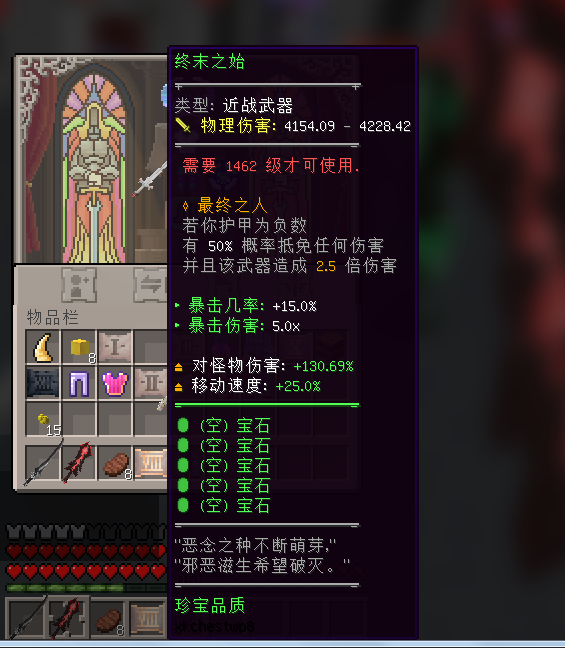 终末之始
类型: 近战武器
物理伤害: 4154.09 - 4228.42
需要 1462 级才可使用.
最终之人
若你护甲为负数
有 50% 概率抵免任何伤害
并且该武器造成 2.5 倍伤害
暴击几率: +15.0%
暴击伤害: 5.0x
对怪物伤害: +130.69%
移动速度: +25.0%
(空) 宝石
(空) 宝石
(空) 宝石
(空) 宝石
(空) 宝石
"恶念之种不断萌芽,"
"邪恶滋生希望破灭。"
珍宝品质
物品栏
8
I
III
II
15
8
III
8
III